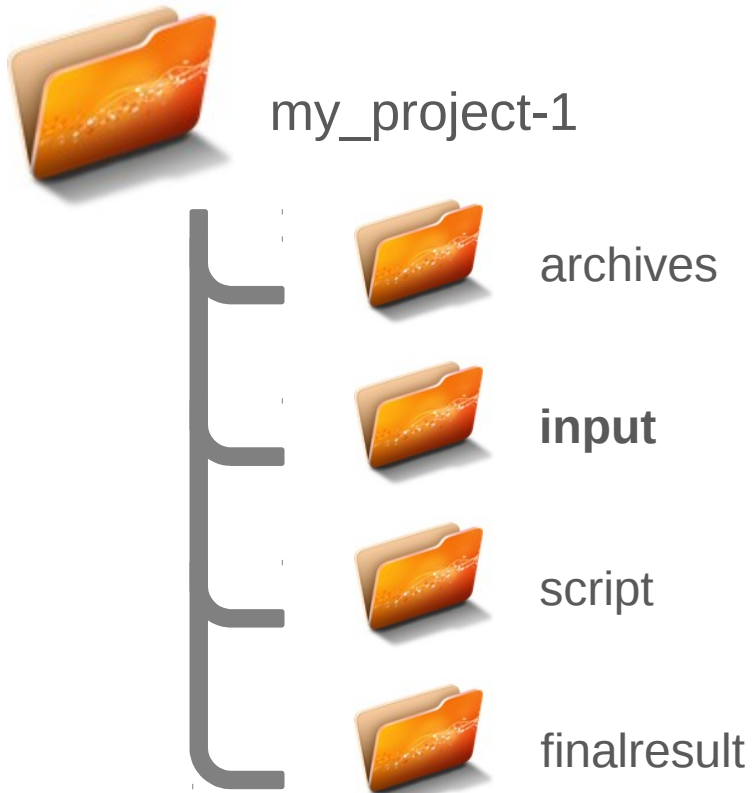 my_project-1
archives
input
script
finalresult